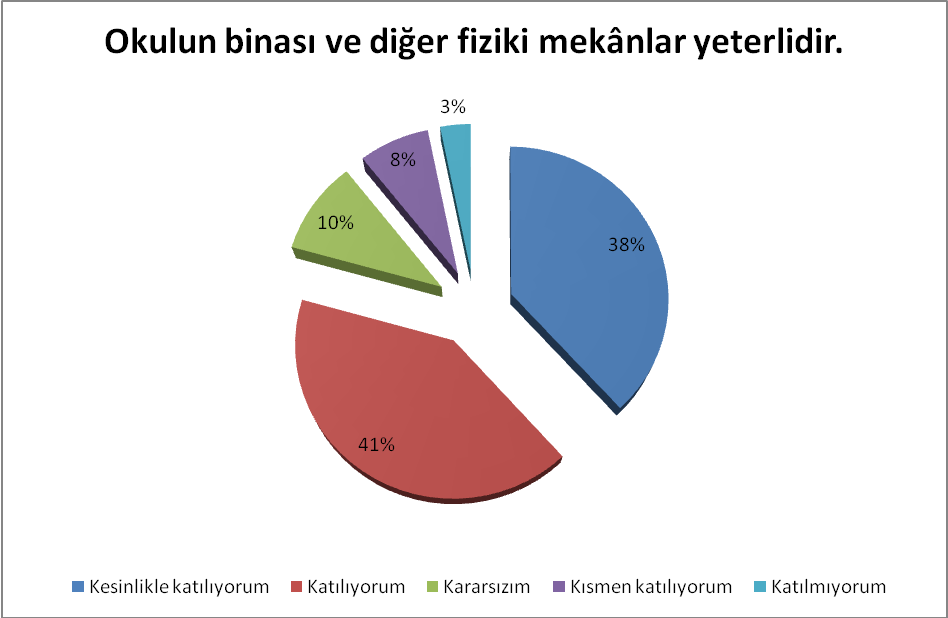 Okulun binası ve diğer fiziki mekânlar yeterlidir.
3%
8%
10%
38%
41%
Kesinlikle katılıyorum Katılıyorum Kararsızım Kısmen katılıyorum Katılmıyorum